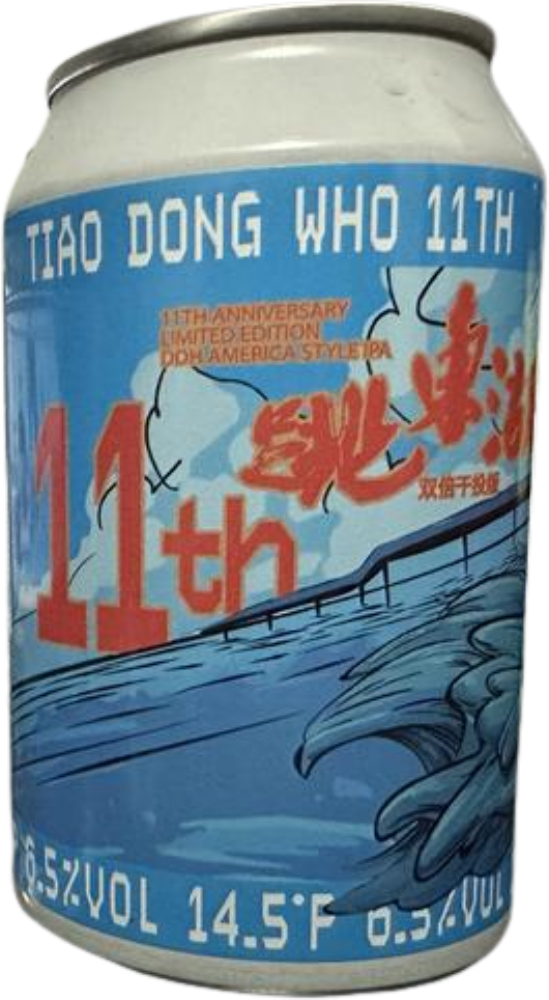 TIAO DONG WHO 11TH
11TH ANNIVERSARY
LIMITED EDITION
DDH AMERICA STYLE IPA
跳東湖
11th
双倍干投版
6.5%VOL 14.5°P 6.5%VOL